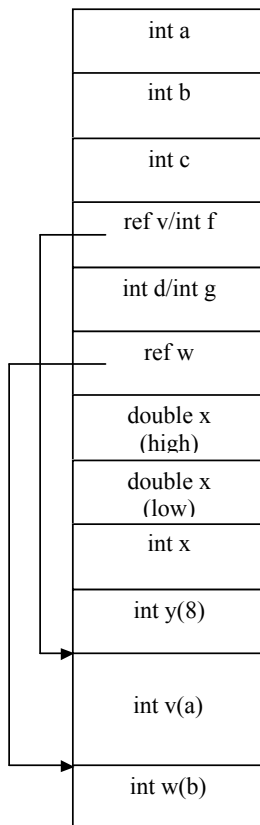 int a
int b
int c
ref v/int f
int d/int g
ref w
double x
(high)
double x
(low)
int x
int y(8)
int v(a)
int w(b)